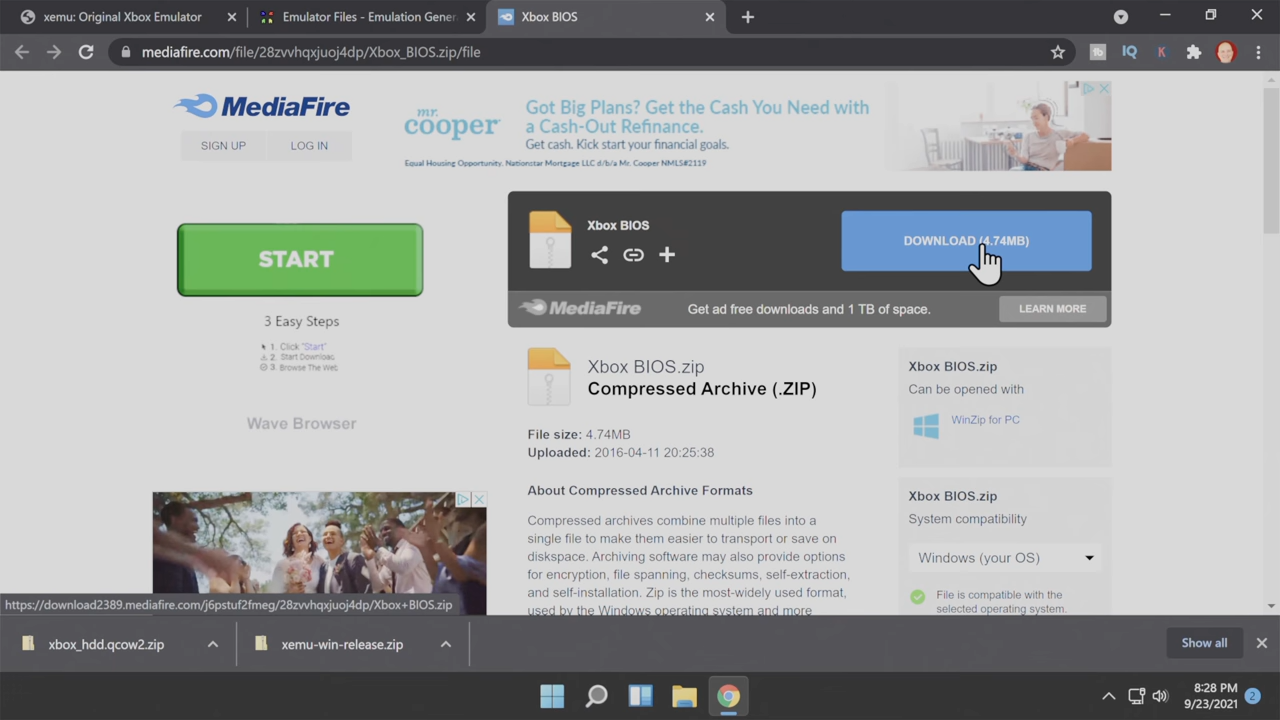 xemu: Original Xbox Emulator
Emulator Files - Emulation Gener
Xbox BIOS
mediafire.com/file/28zvvhqxjuoj4dp/Xbox_BIOS.zip/file
MediaFire
SIGN UP
LOG IN
mr. cooper
Got Big Plans? Get the Cash You Need with
a Cash-Out Refinance.
Get cash. Kick start your financial goals.
Equal Housing Opportunity. Nationstar Mortgage LLC d/b/a Mr. Cooper NMLS#2119
START
3 Easy Steps
1. Click "Start"
2. Start Download
3. Browse The Web
Wave Browser
Xbox BIOS
DOWNLOAD (4.74MB)
MediaFire
Get ad free downloads and 1 TB of space.
LEARN MORE
Xbox BIOS.zip
Compressed Archive (.ZIP)
File size: 4.74MB
Uploaded: 2016-04-11 20:25:38
About Compressed Archive Formats
Compressed archives combine multiple files into a
single file to make them easier to transport or save on
diskspace. Archiving software may also provide options
for encryption, file spanning, checksums, self-extraction,
and self-installation. Zip is the most-widely used format,
used by the Windows operating system and more
Xbox BIOS.zip
Can be opened with
WinZip for PC
Xbox BIOS.zip
System compatibility
Windows (your OS)
File is compatible with the
selected operating system.
https://download2389.mediafire.com/j6pstuf2fmeg/28zvvhqxjuoj4dp/Xbox+BIOS.zip
xbox_hdd.qcow2.zip
xemu-win-release.zip
Show all
8:28 PM
9/23/2021
2